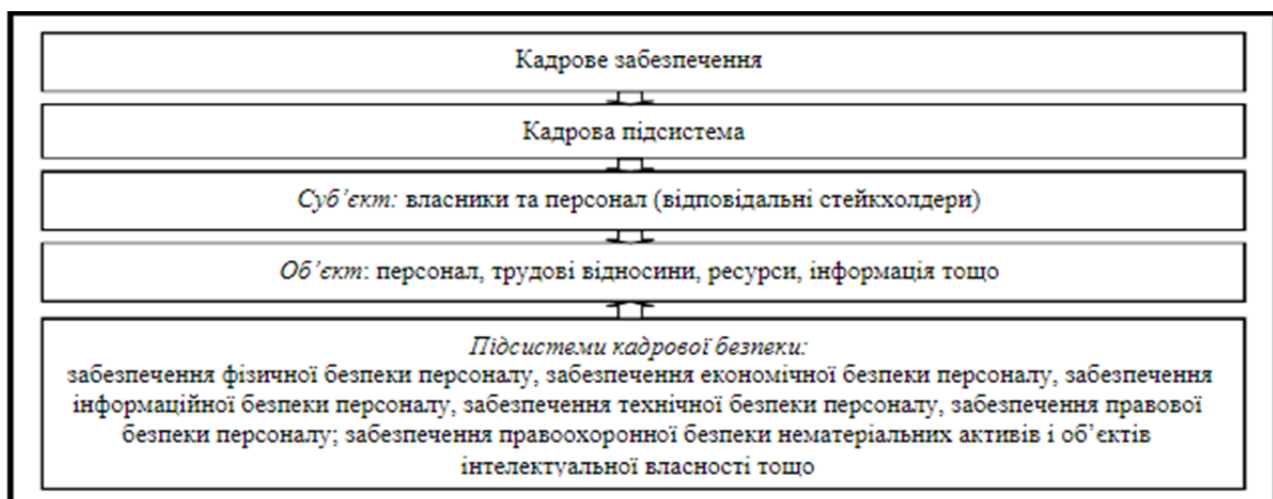 Кадрове забезпечення
Кадрова підсистема
Суб’єкт: власники та персонал (відповідальні стейкхолдери)
Об’єкт: персонал, трудові відносини, ресурси, інформація тощо
Підсистеми кадрової безпеки:
забезпечення фізичної безпеки персоналу, забезпечення економічної безпеки персоналу, забезпечення
інформаційної безпеки персоналу, забезпечення технічної безпеки персоналу, забезпечення правової
безпеки персоналу; забезпечення правоохоронної безпеки нематеріальних активів і об’єктів
інтелектуальної власності тощо